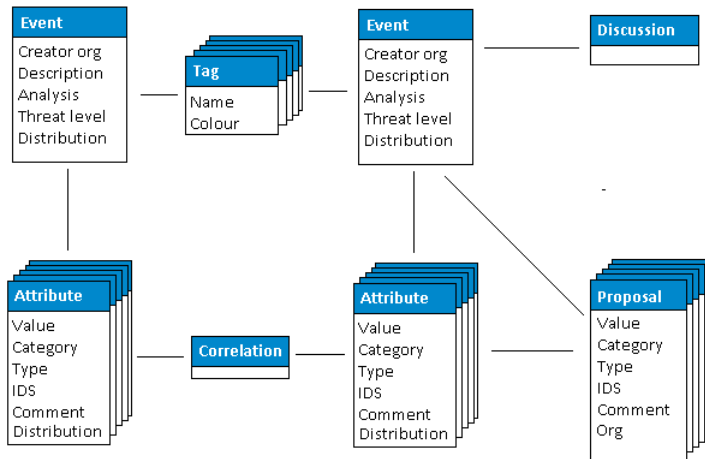 Event
Creator org
Description
Analysis
Threat level
Distribution
Tag
Name
Colour
Event
Creator org
Description
Analysis
Threat level
Distribution
Discussion
Attribute
Value
Category
Type
IDS
Comment
Distribution
Correlation
Attribute
Value
Category
Type
IDS
Comment
Distribution
Proposal
Value
Category
Type
IDS
Comment
Org